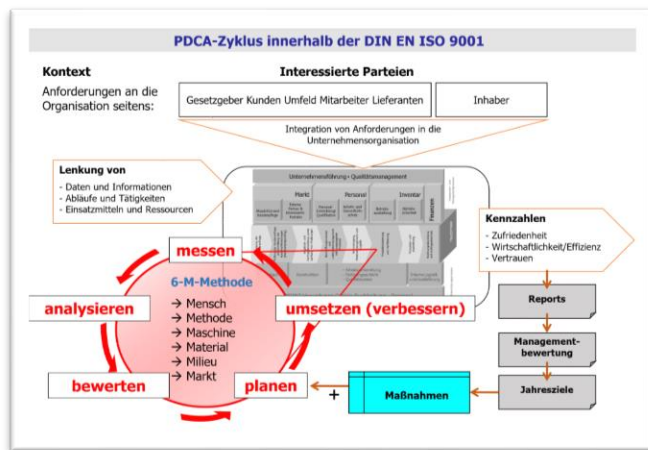 PDCA-Zyklus innerhalb der DIN EN ISO 9001
Kontext
Interessierte Parteien
Anforderungen an die
Organisation seitens:
Gesetzgeber Kunden Umfeld Mitarbeiter Lieferanten
Inhaber
Integration von Anforderungen in die
Unternehmensorganisation
Lenkung von
- Daten und Informationen
- Abläufe und Tätigkeiten
- Einsatzmitteln und Ressourcen
Unternehmensführung • Qualitätsmanagement
Markt
Personal
Inventar
Finanzen
Kennzahlen
- Zufriedenheit
- Wirtschaftlichkeit/Effizienz
- Vertrauen
messen
6-M-Methode
→ Mensch
→ Methode
→ Maschine
→ Material
→ Milieu
→ Markt
analysieren
umsetzen (verbessern)
bewerten
planen
Reports
Management-
bewertung
Jahresziele
+
Maßnahmen